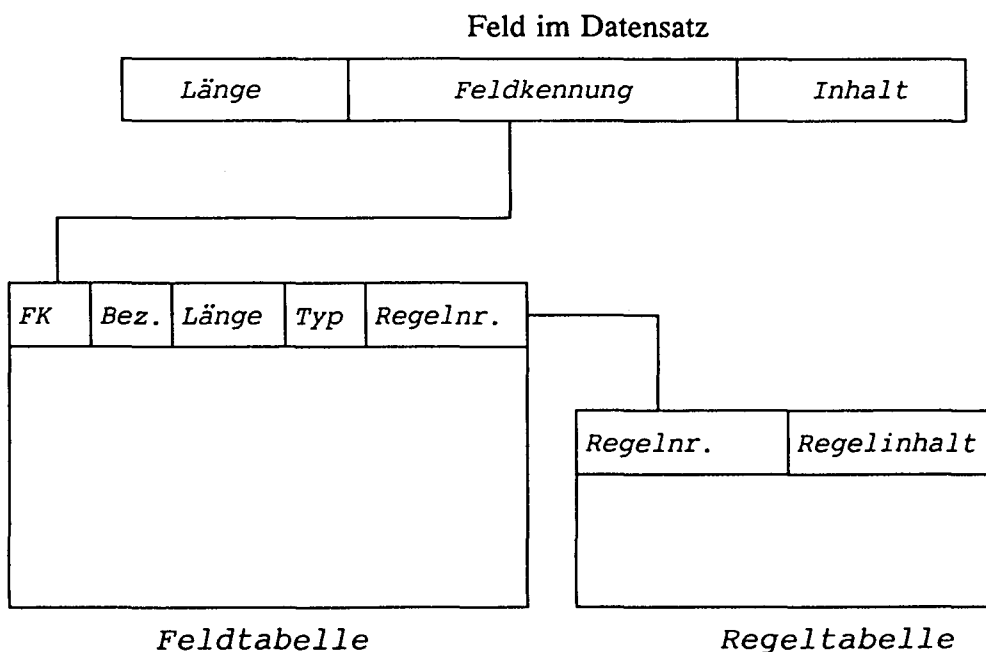 Feld im Datensatz
Länge Feldkennung Inhalt
FK Bez. Länge Typ Regelnr.
Regelnr. Regelinhalt
Feldtabelle Regeltabelle